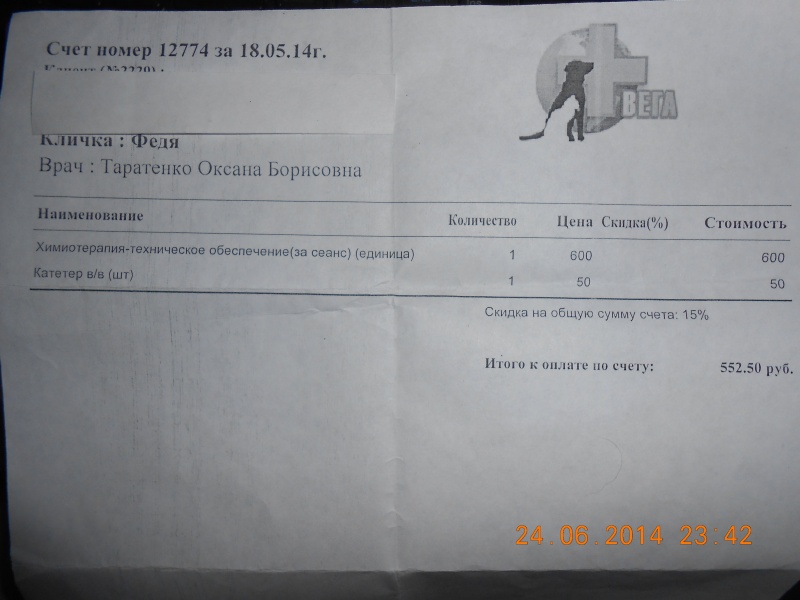 Счет номер 12774 за 18.05.14г.
ВЕГА
Кличка : Федя
Врач : Таратенко Оксана Борисовна
Наименование Количество Цена Скидка(%) Стоимость
Химиотерапия-техническое обеспечение(за сеанс) (единица) 1 600 600
Катетер в/в (шт) 1 50 50
Скидка на общую сумму счета: 15%
Итого к оплате по счету: 552.50 руб.
24.06.2014 23:42